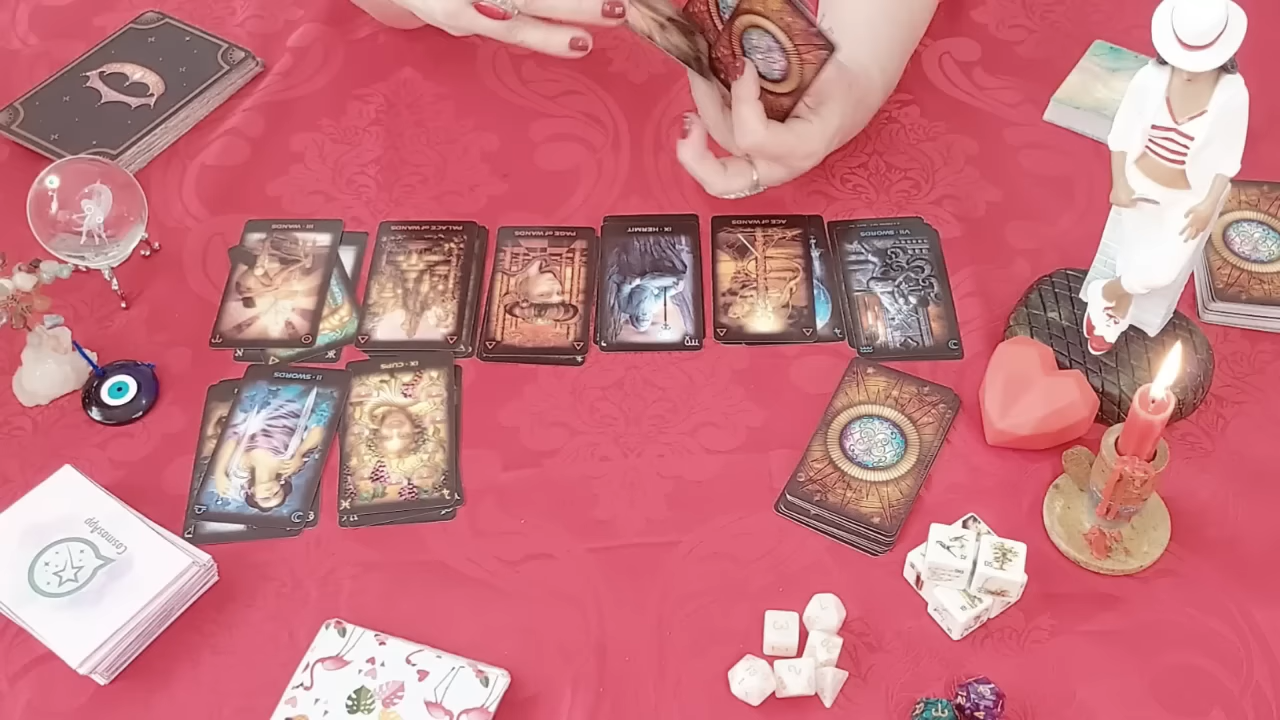 III · WANDS
PALACE of WANDS
PAGE of WANDS
IX · HERMIT
ACE of WANDS
VII · SWORDS
II · SWORDS
IX · CUPS
CosmosApp